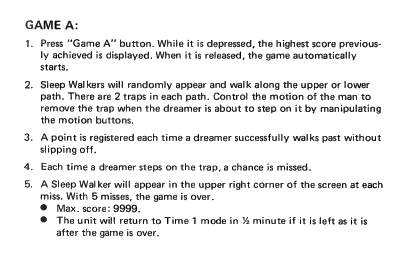 GAME A:
1. Press "Game A" button. While it is depressed, the highest score previous-
ly achieved is displayed. When it is released, the game automatically
starts.
2. Sleep Walkers will randomly appear and walk along the upper or lower
path. There are 2 traps in each path. Control the motion of the man to
remove the trap when the dreamer is about to step on it by manipulating
the motion buttons.
3. A point is registered each time a dreamer successfully walks past without
slipping off.
4. Each time a dreamer steps on the trap, a chance is missed.
5. A Sleep Walker will appear in the upper right corner of the screen at each
miss. With 5 misses, the game is over.
● Max. score: 9999.
● The unit will return to Time 1 mode in ½ minute if it is left as it is
after the game is over.